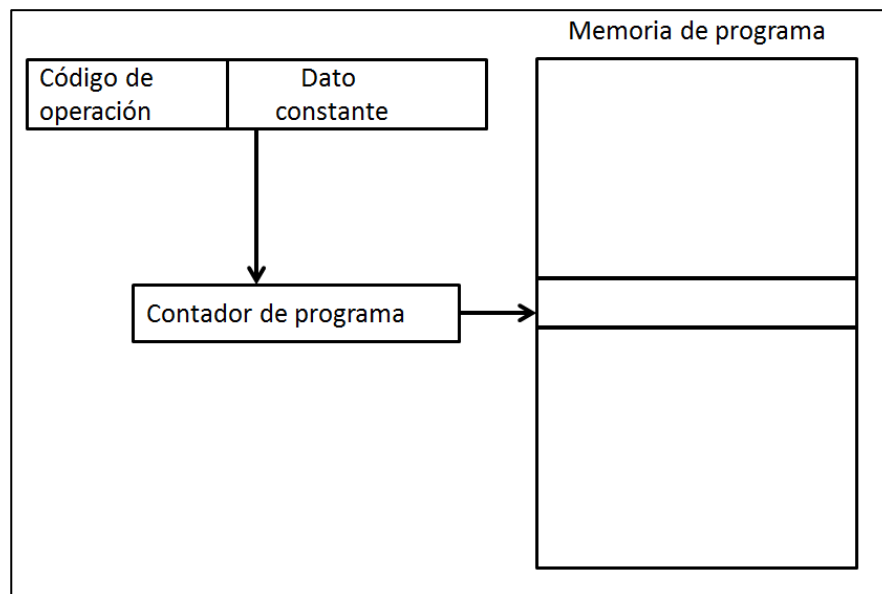 Memoria de programa
Código de
operación
Dato
constante
Contador de programa